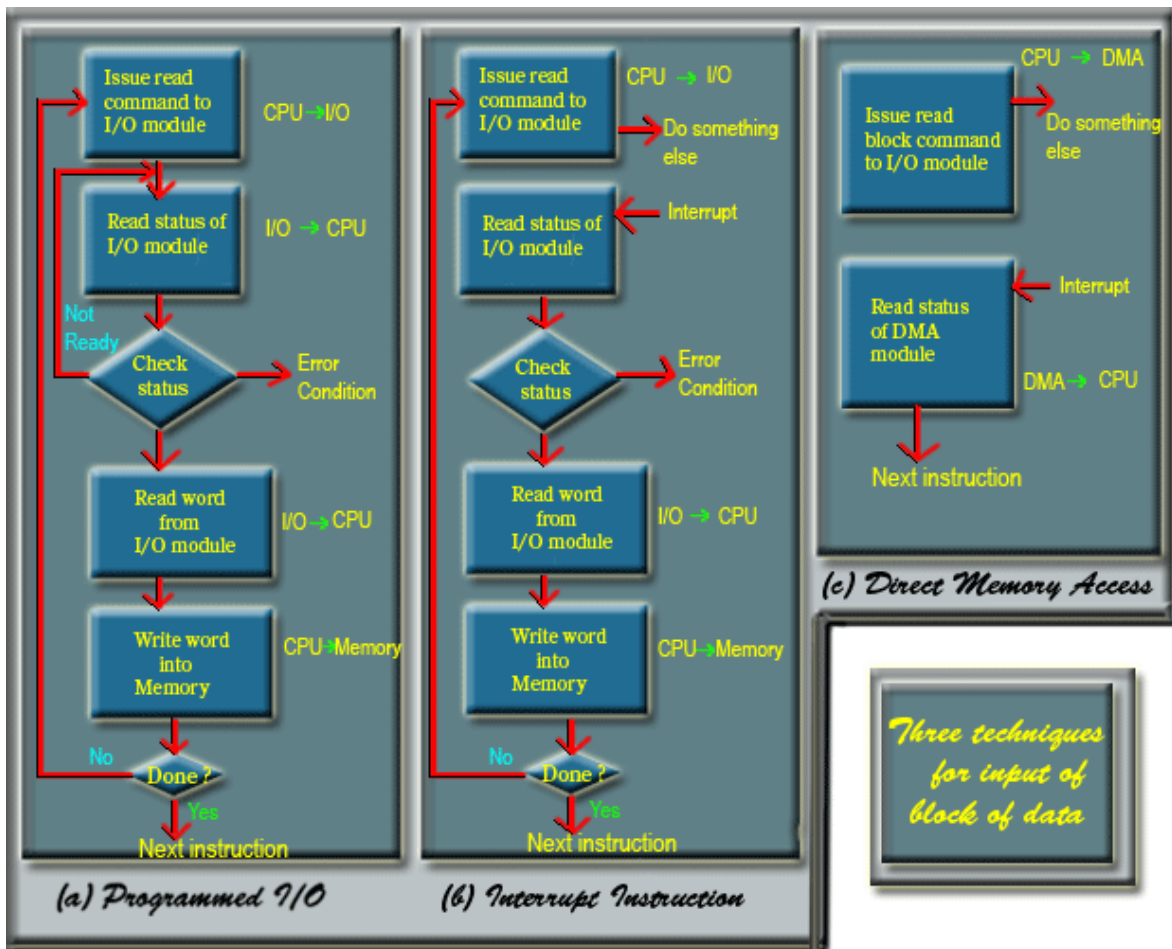 Issue read
command to
I/O module
CPU→I/O
Read status of
I/O module
I/O → CPU
Not
Ready
Check
status
Error
Condition
Read word
from
I/O module
I/O → CPU
Write word
into
Memory
CPU→Memory
No
Done ?
Yes
Next instruction
(a) Programmed I/O
Issue read
command to
I/O module
CPU → I/O
Do something
else
Interrupt
Read status of
I/O module
Check
status
Error
Condition
Read word
from
I/O module
I/O → CPU
Write word
into
Memory
CPU→Memory
No
Done ?
Yes
Next instruction
(b) Interrupt Instruction
CPU → DMA
Issue read
block command
to I/O module
Do something
else
Interrupt
Read status
of DMA
module
DMA→ CPU
Next instruction
(c) Direct Memory Access
Three techniques
for input of
block of data